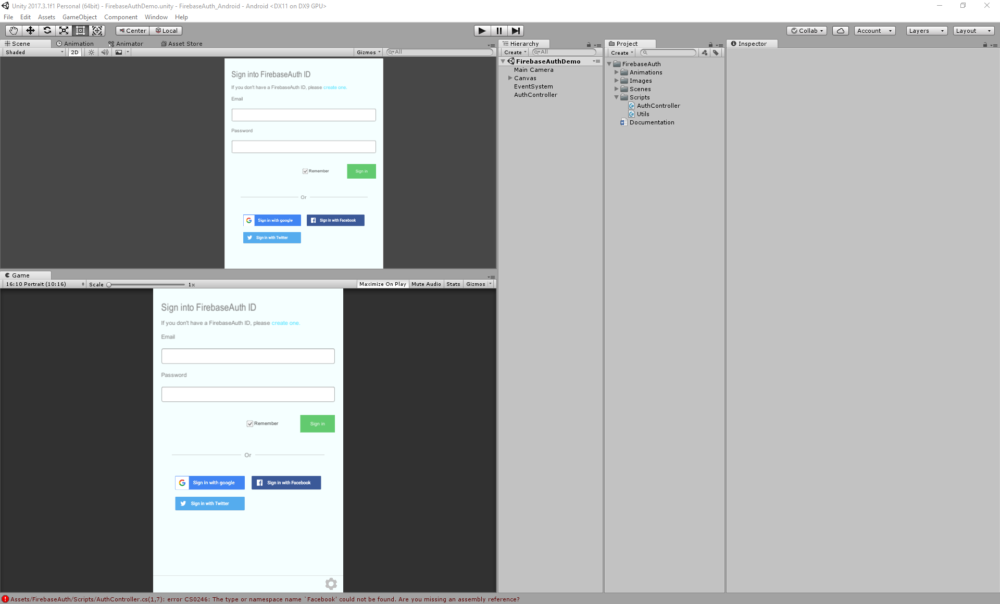 Unity 2017.3.1f1 Personal (64bit) - FirebaseAuthDemo.unity - FirebaseAuth_Android - Android <DX11 on DX9 GPU>
File Edit Assets GameObject Component Window Help
Center Local Collab Account Layers Layout
Scene Animation Animator Asset Store
Shaded 2D Gizmos All
Sign into FirebaseAuth ID
If you don't have a FirebaseAuth ID, please create one.
Email
Password
Remember Sign in
Or
Sign in with google Sign in with Facebook
Sign in with Twitter
Game
16:10 Portrait (10:16) Scale 1x Maximize On Play Mute Audio Stats Gizmos
Sign into FirebaseAuth ID
If you don't have a FirebaseAuth ID, please create one.
Email
Password
Remember Sign in
Or
Sign in with google Sign in with Facebook
Sign in with Twitter
Hierarchy
Create All
FirebaseAuthDemo
Main Camera
Canvas
EventSystem
AuthController
Project
Create
FirebaseAuth
Animations
Images
Scenes
Scripts
AuthController
Utils
Documentation
Inspector
Assets/FirebaseAuth/Scripts/AuthController.cs(1,7): error CS0246: The type or namespace name `Facebook' could not be found. Are you missing an assembly reference?